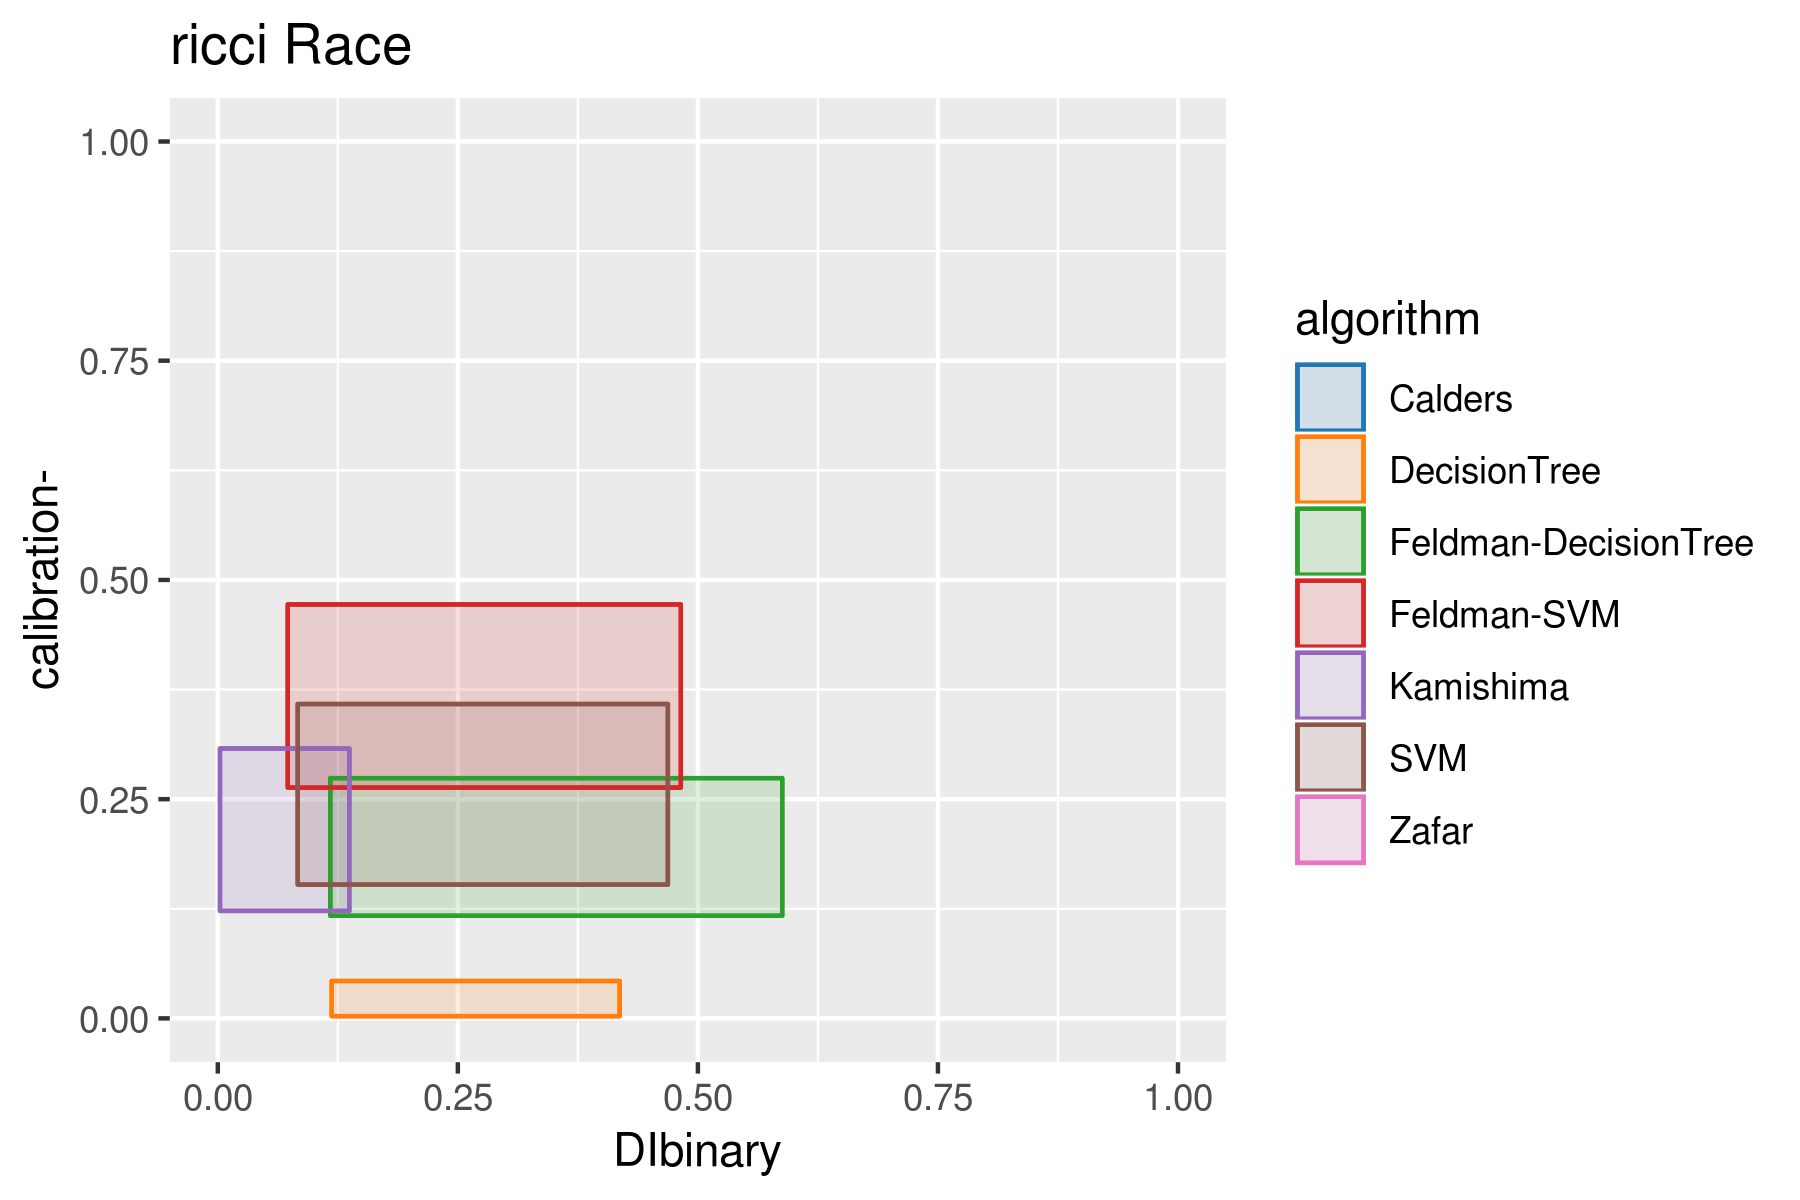 ricci Race
1.00
0.75
0.50
0.25
0.00
calibration-
0.00 0.25 0.50 0.75 1.00
DIbinary
algorithm
Calders
DecisionTree
Feldman-DecisionTree
Feldman-SVM
Kamishima
SVM
Zafar